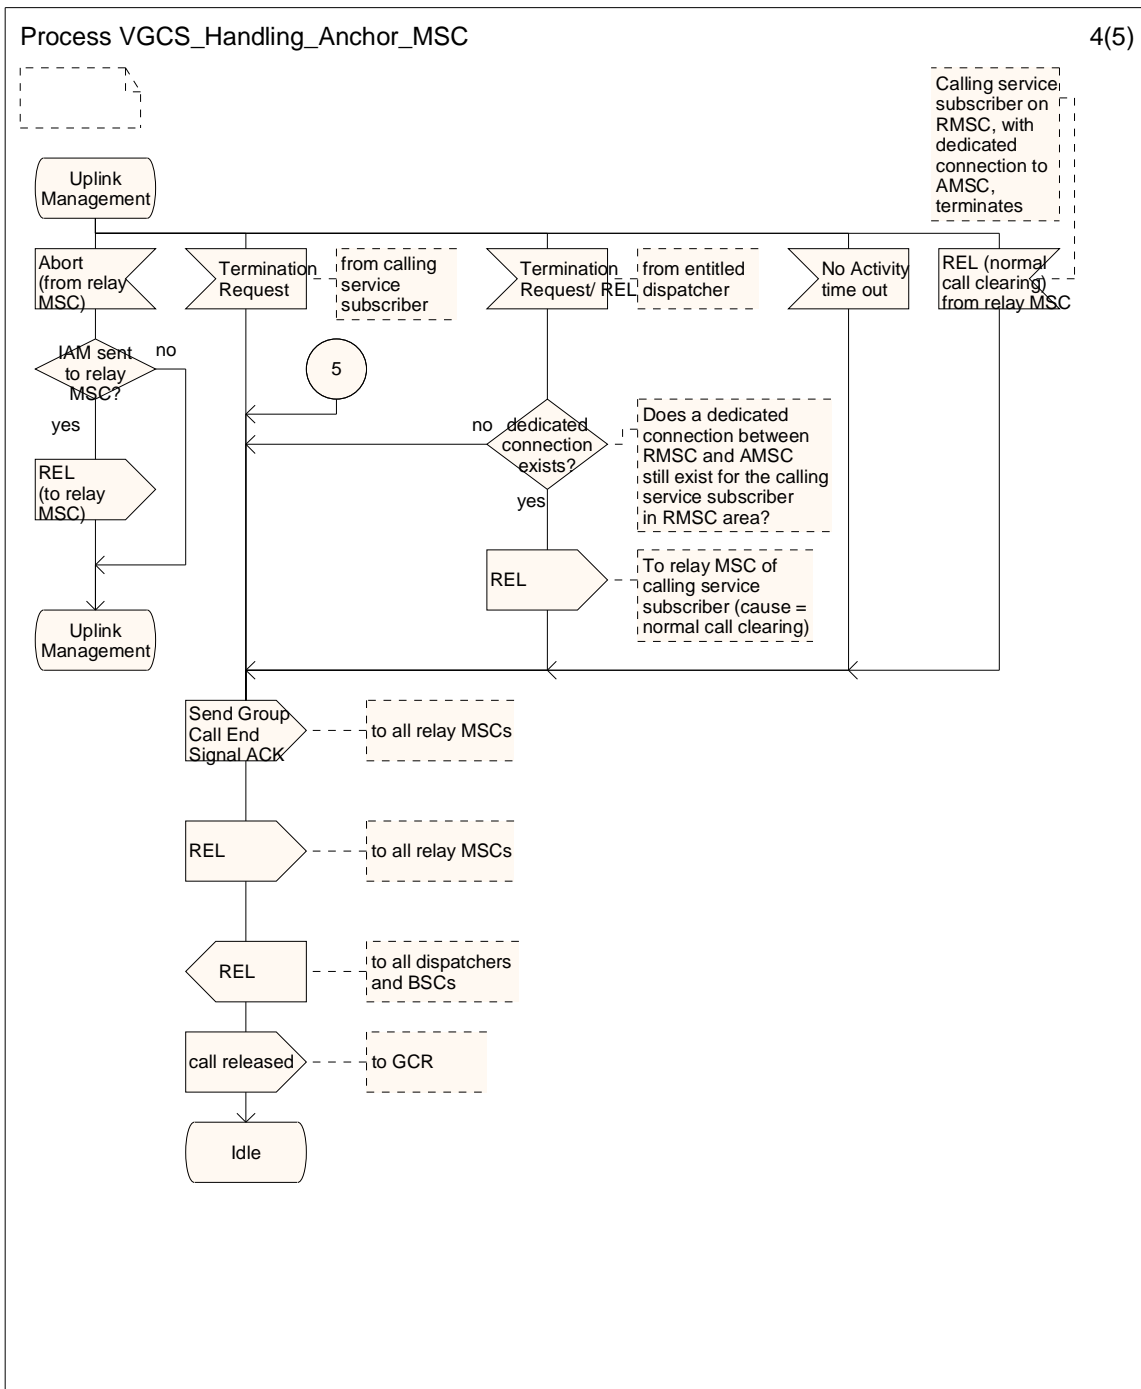 Process VGCS_Handling_Anchor_MSC
4(5)
Calling service
subscriber on
RMSC, with
dedicated
connection to
AMSC,
terminates
Uplink
Management
Abort
(from relay
MSC)
Termination
Request
from calling
service
subscriber
Termination
Request/ REL
from entitled
dispatcher
No Activity
time out
REL (normal
call clearing)
from relay MSC
IAM sent
to relay
MSC?
no
yes
5
no
dedicated
connection
exists?
yes
Does a dedicated
connection between
RMSC and AMSC
still exist for the calling
service subscriber
in RMSC area?
REL
(to relay
MSC)
REL
To relay MSC of
calling service
subscriber (cause =
normal call clearing)
Uplink
Management
Send Group
Call End
Signal ACK
to all relay MSCs
REL
to all relay MSCs
REL
to all dispatchers
and BSCs
call released
to GCR
Idle